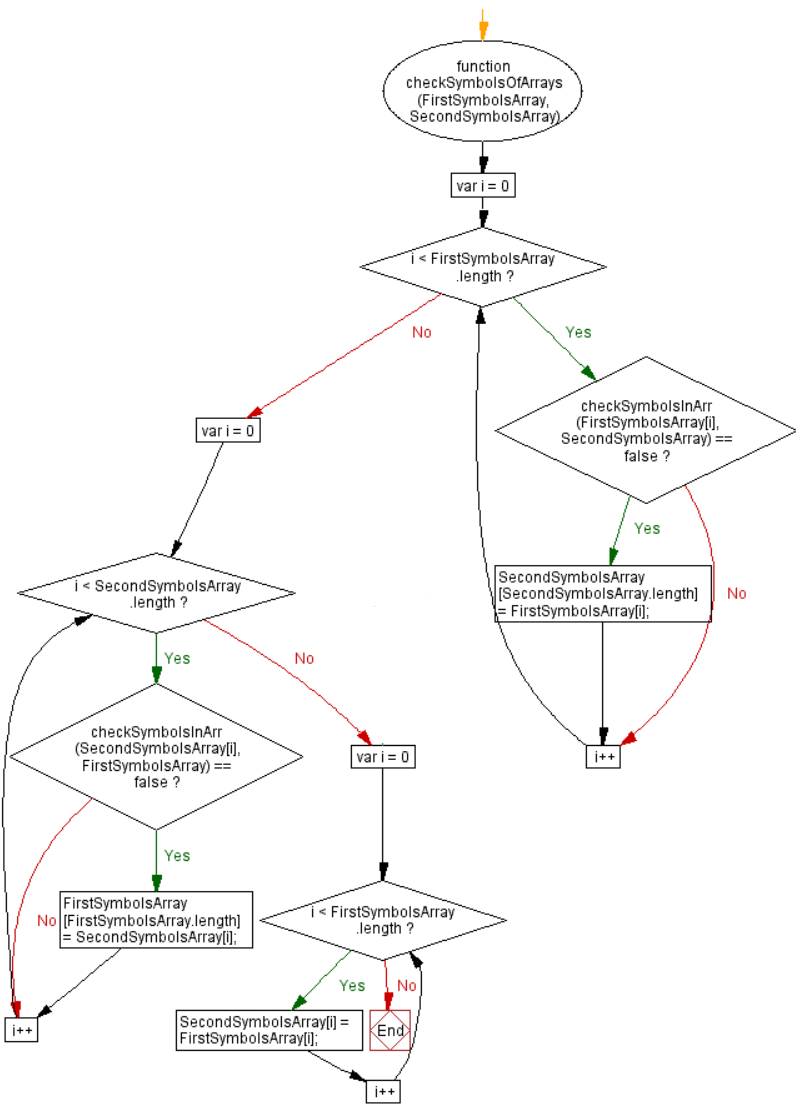 function
checkSymbolsOfArrays
(FirstSymbolsArray,
SecondSymbolsArray)
var i = 0
i < FirstSymbolsArray
.length ?
No
Yes
checkSymbolsInArr
(FirstSymbolsArray[i],
SecondSymbolsArray) ==
false ?
var i = 0
Yes
No
SecondSymbolsArray
[SecondSymbolsArray.length]
= FirstSymbolsArray[i];
i++
i < SecondSymbolsArray
.length ?
Yes
No
checkSymbolsInArr
(SecondSymbolsArray[i],
FirstSymbolsArray) ==
false ?
var i = 0
Yes
No
FirstSymbolsArray
[FirstSymbolsArray.length]
= SecondSymbolsArray[i];
i++
i < FirstSymbolsArray
.length ?
Yes
No
SecondSymbolsArray[i] =
FirstSymbolsArray[i];
End
i++